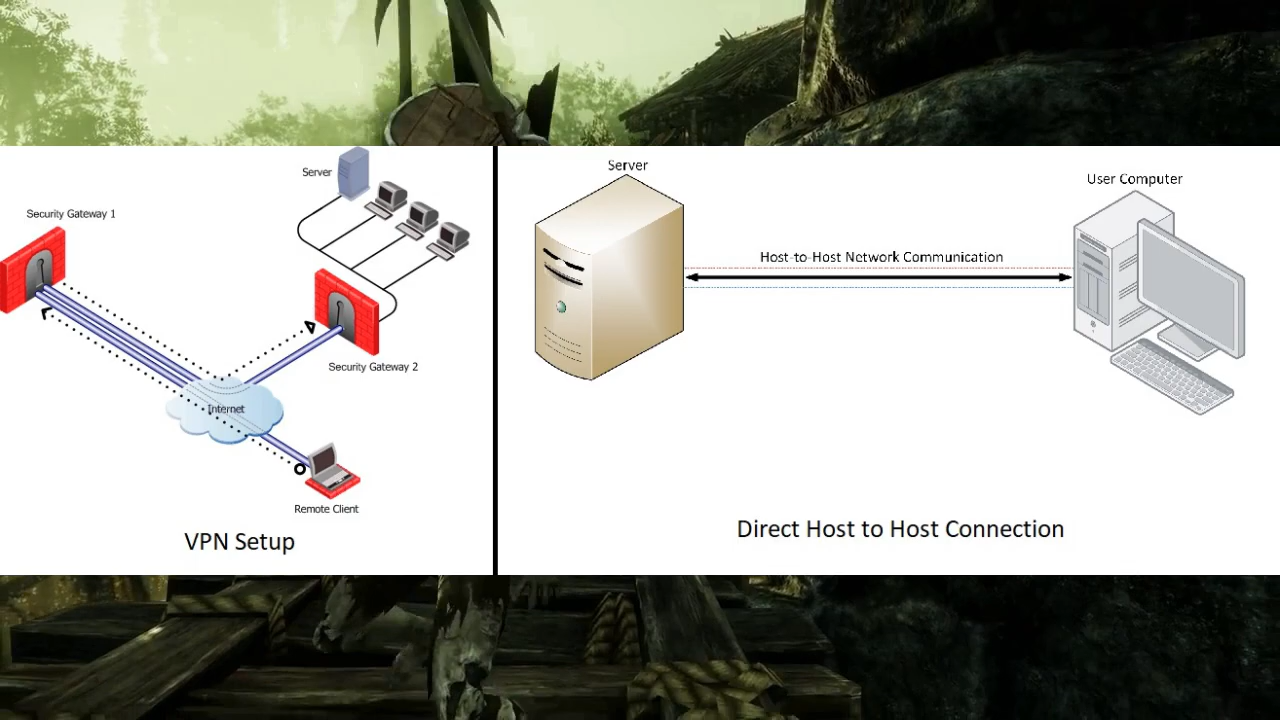 Server
Security Gateway 1
Security Gateway 2
Internet
Remote Client
VPN Setup
Server
User Computer
Host-to-Host Network Communication
Direct Host to Host Connection